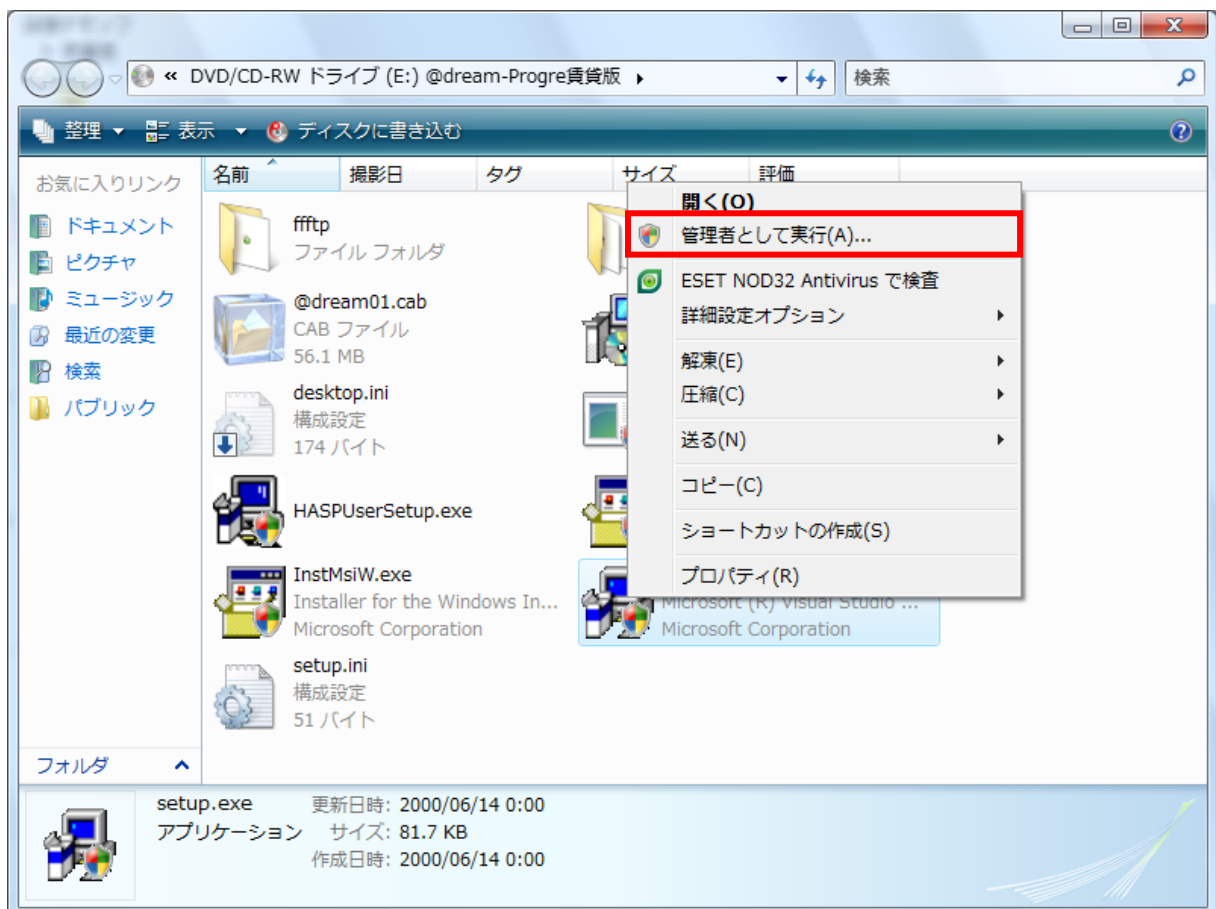 « DVD/CD-RW ドライブ (E:) @dream-Progre賃貸版
検索
整理
表示
ディスクに書き込む
お気に入りリンク
ドキュメント
ピクチャ
ミュージック
最近の変更
検索
パブリック
フォルダ
名前 撮影日 タグ サイズ 評価
ffftp
ファイル フォルダ
@dream01.cab
CAB ファイル
56.1 MB
desktop.ini
構成設定
174 バイト
HASPUserSetup.exe
InstMsiW.exe
Installer for the Windows In...
Microsoft Corporation
setup.ini
構成設定
51 バイト
Microsoft (R) Visual Studio ...
Microsoft Corporation
開く(O)
管理者として実行(A)...
ESET NOD32 Antivirus で検査
詳細設定オプション
解凍(E)
圧縮(C)
送る(N)
コピー(C)
ショートカットの作成(S)
プロパティ(R)
setup.exe 更新日時: 2000/06/14 0:00
アプリケーション サイズ: 81.7 KB
作成日時: 2000/06/14 0:00